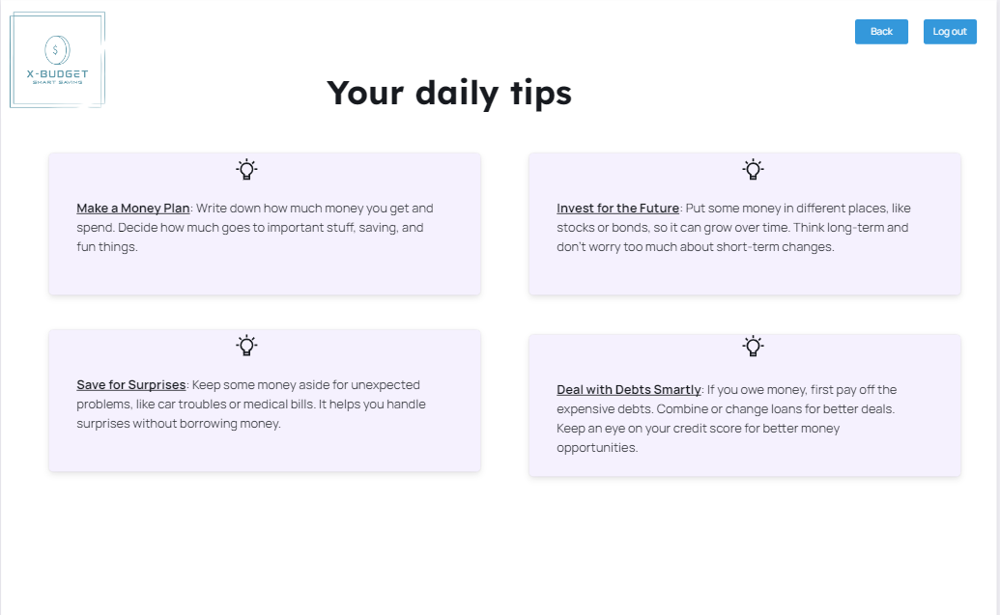 $
X-BUDGET
SMART SAVING
Back
Log out
Your daily tips
Make a Money Plan: Write down how much money you get and
spend. Decide how much goes to important stuff, saving, and
fun things.
Invest for the Future: Put some money in different places, like
stocks or bonds, so it can grow over time. Think long-term and
don't worry too much about short-term changes.
Save for Surprises: Keep some money aside for unexpected
problems, like car troubles or medical bills. It helps you handle
surprises without borrowing money.
Deal with Debts Smartly: If you owe money, first pay off the
expensive debts. Combine or change loans for better deals.
Keep an eye on your credit score for better money
opportunities.